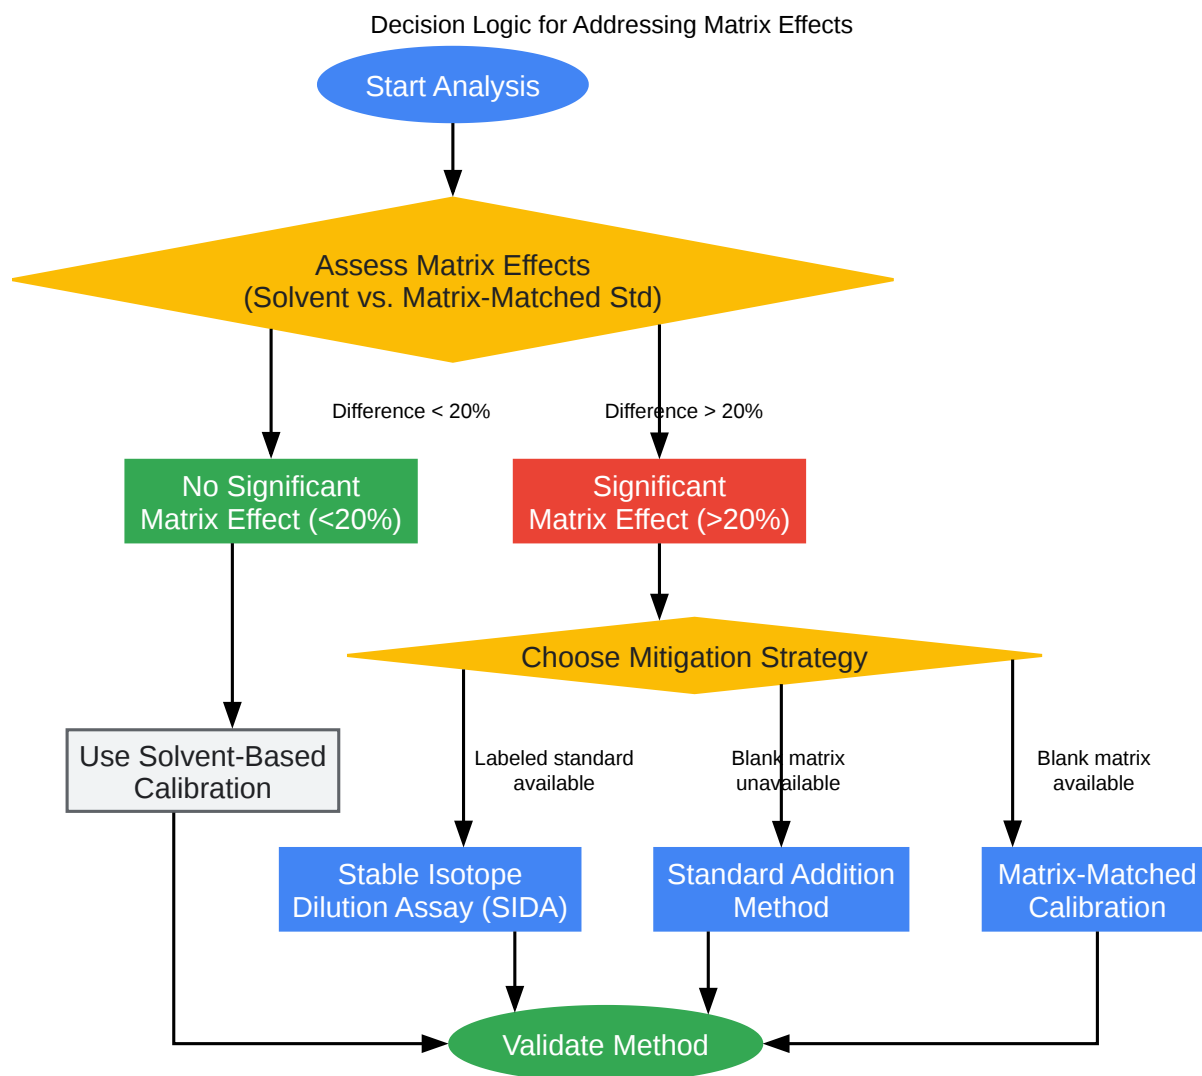 Decision Logic for Addressing Matrix Effects
Start Analysis
Assess Matrix Effects
(Solvent vs. Matrix-Matched Std)
Difference < 20%
Difference > 20%
No Significant
Matrix Effect (<20%)
Significant
Matrix Effect (>20%)
Choose Mitigation Strategy
Use Solvent-Based
Calibration
Labeled standard
available
Blank matrix
unavailable
Blank matrix
available
Stable Isotope
Dilution Assay (SIDA)
Standard Addition
Method
Matrix-Matched
Calibration
Validate Method